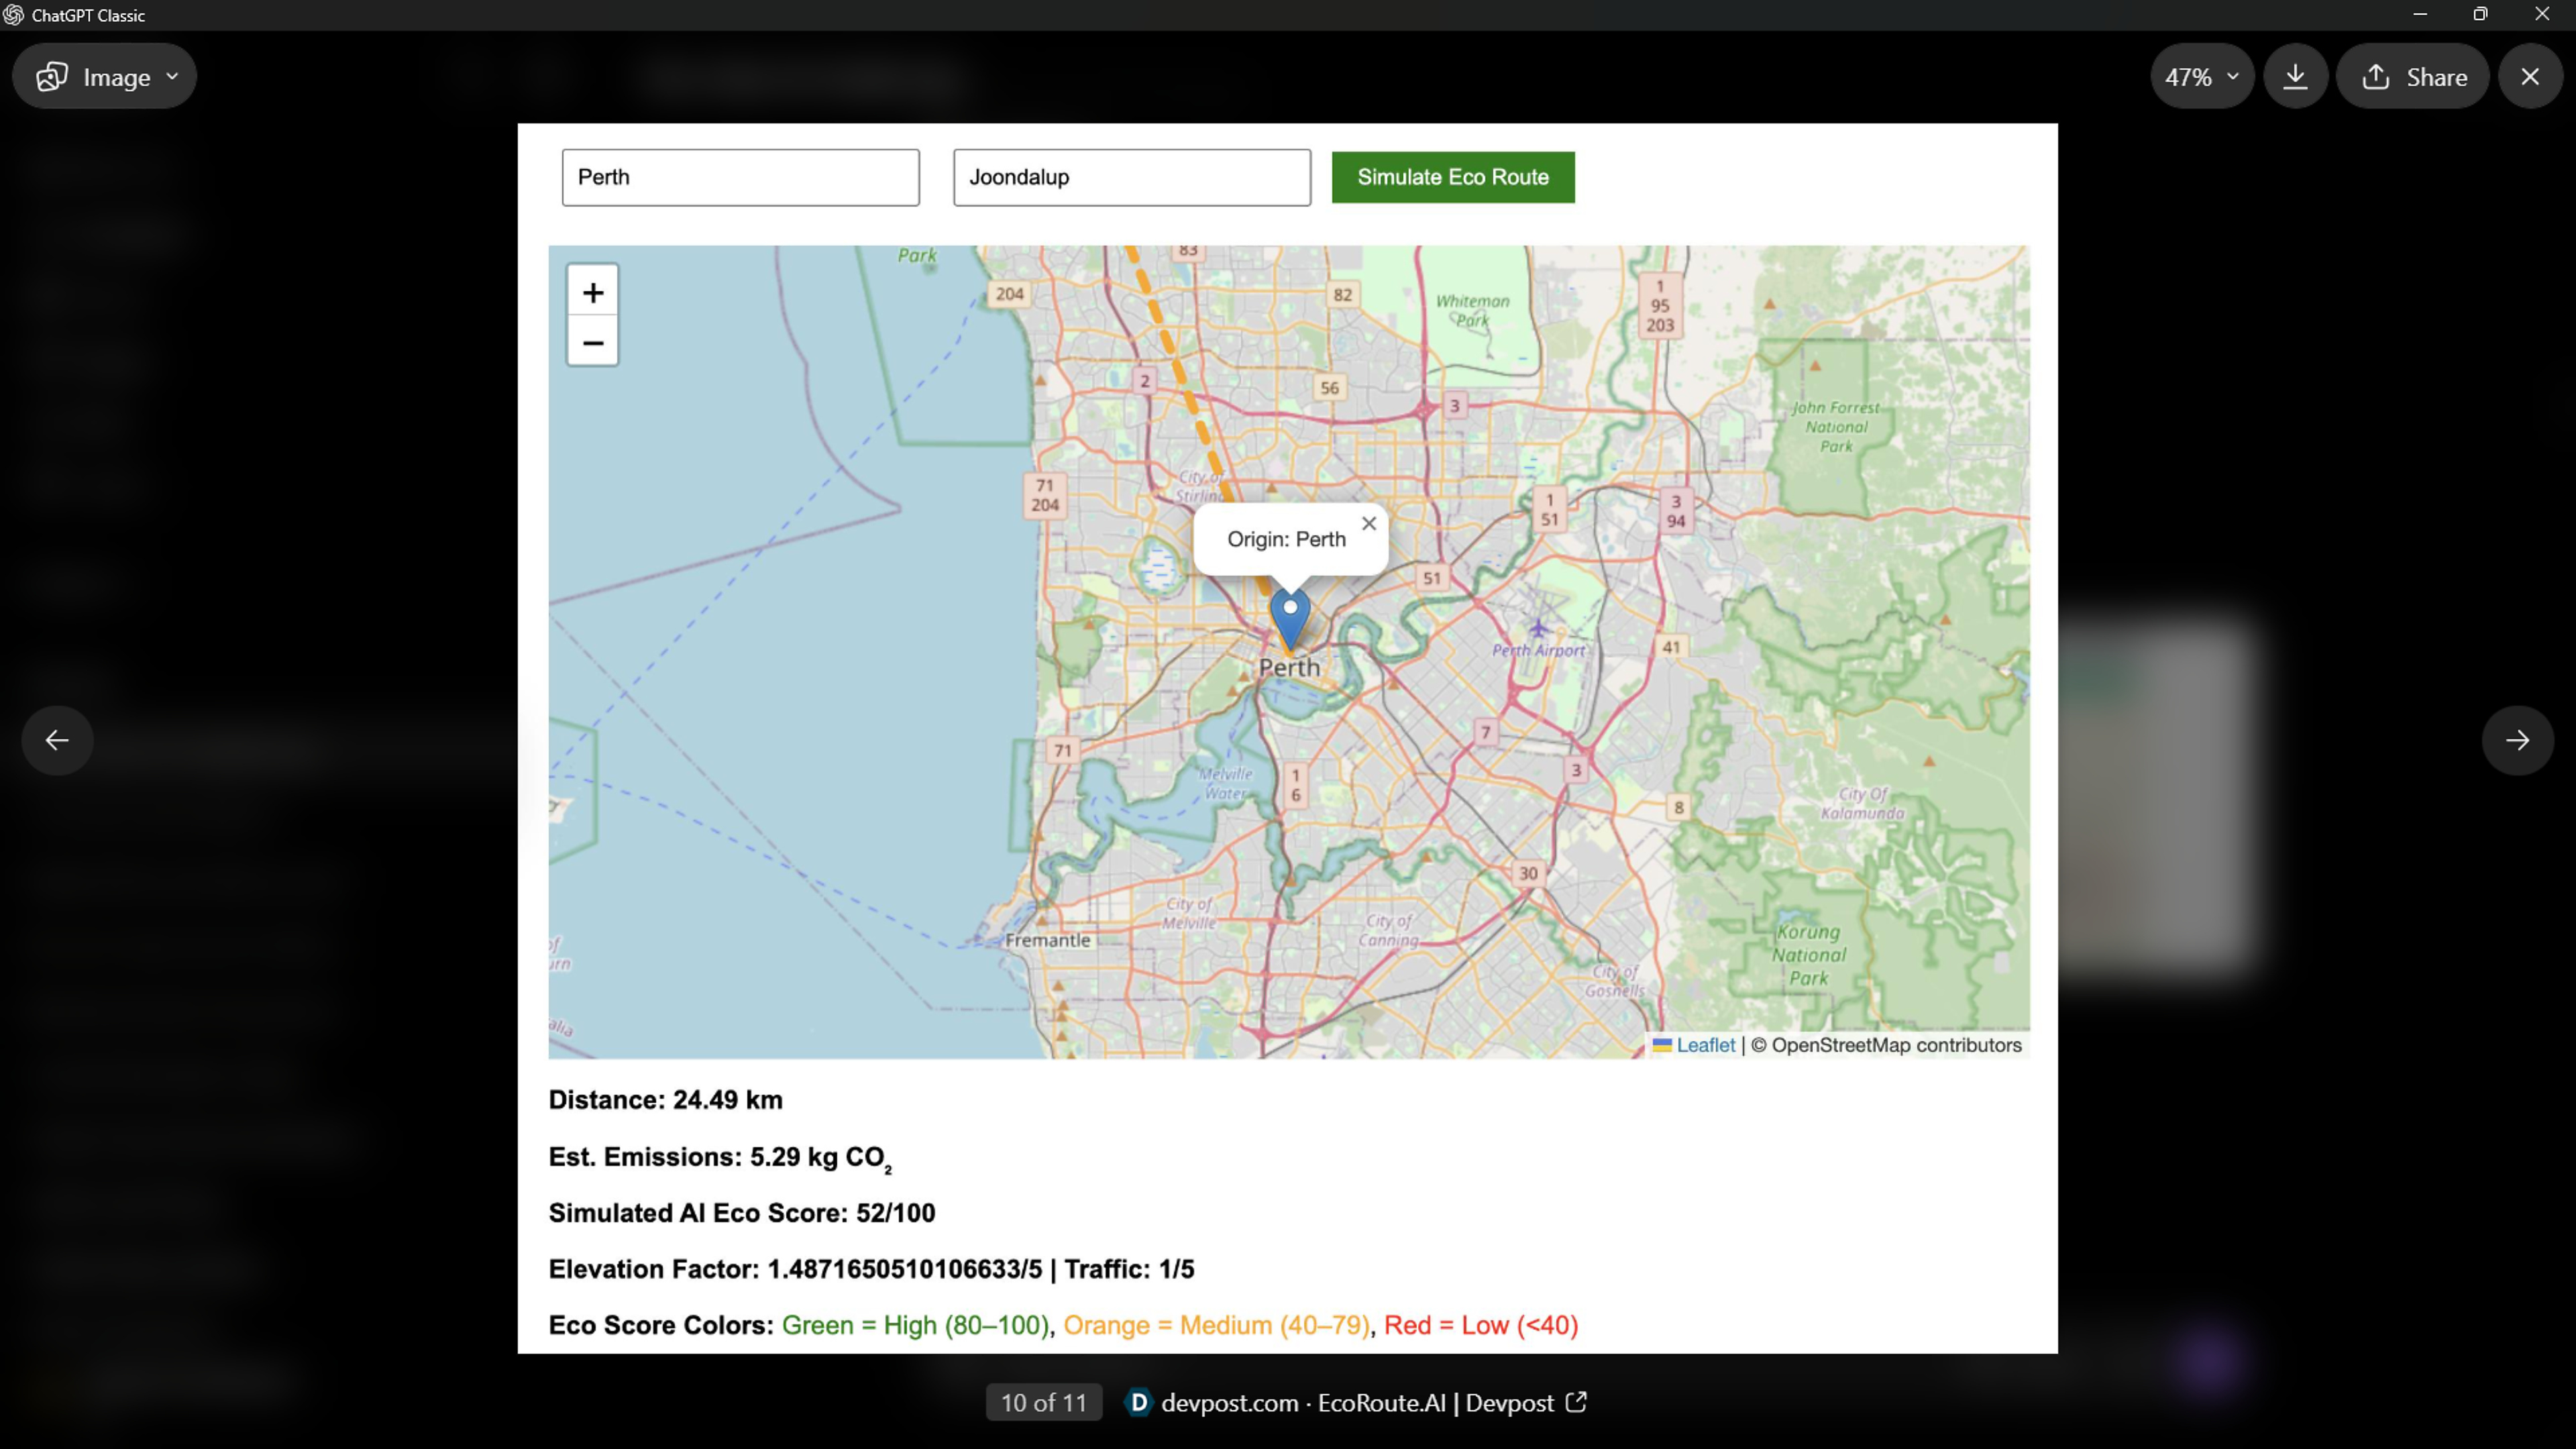 ChatGPT Classic
Image
47%
Share
Perth
Joondalup
Simulate Eco Route
+
−
Park
83
204
82
Whiteman
Park
1
95
203
2
56
3
John Forrest
National
Park
City of
Stirling
71
204
1
51
3
94
Origin: Perth
51
Perth Airport
41
Perth
7
71
3
Melville
Water
1
6
8
City Of
Kalamunda
30
City of
Melville
City of
Canning
Fremantle
Korung
National
Park
City of
Gosnells
Leaflet | © OpenStreetMap contributors
Distance: 24.49 km
Est. Emissions: 5.29 kg CO₂
Simulated AI Eco Score: 52/100
Elevation Factor: 1.4871650510106633/5 | Traffic: 1/5
Eco Score Colors: Green = High (80–100), Orange = Medium (40–79), Red = Low (<40)
10 of 11
D devpost.com · EcoRoute.AI | Devpost